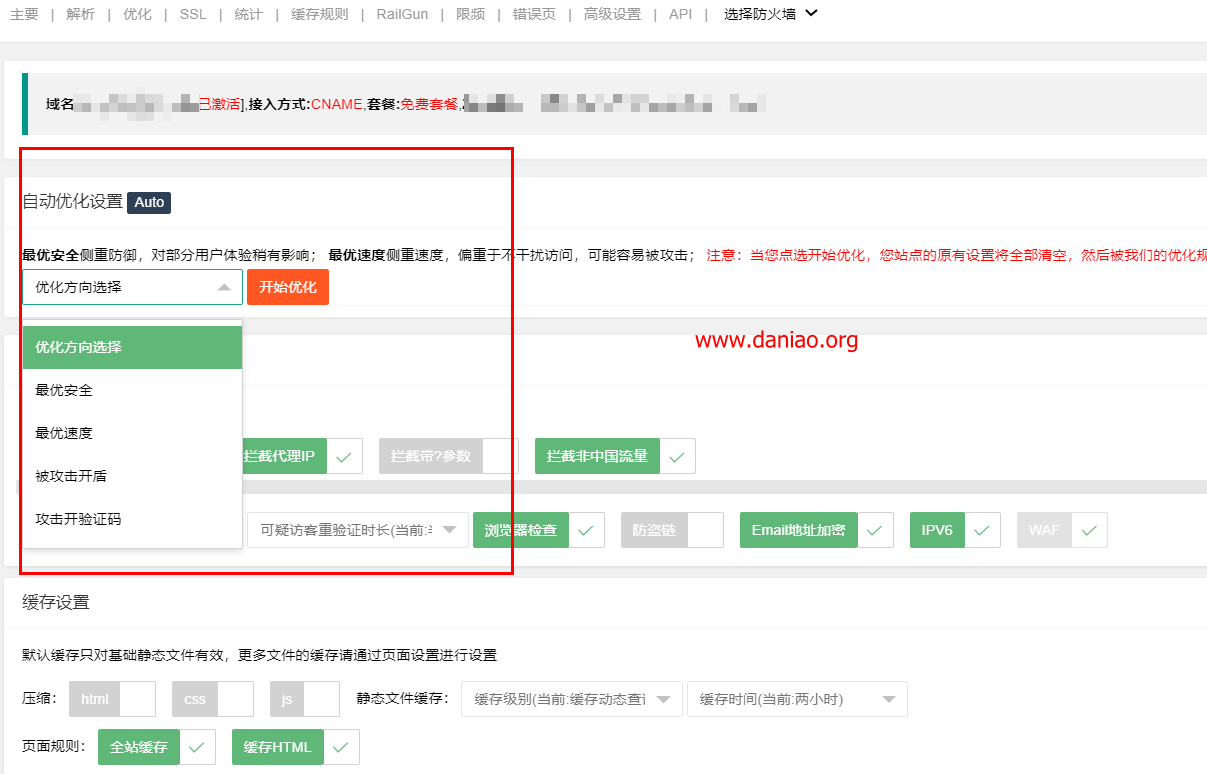 主要 | 解析 | 优化 | SSL | 统计 | 缓存规则 | RailGun | 限频 | 错误页 | 高级设置 | API | 选择防火墙
域名 已激活],接入方式:CNAME,套餐:免费套餐,
自动优化设置 Auto
最优安全侧重防御，对部分用户体验稍有影响； 最优速度侧重速度，偏重于不干扰访问，可能容易被攻击； 注意：当您点选开始优化，您站点的原有设置将全部清空，然后被我们的优化规
优化方向选择 开始优化
www.daniao.org
优化方向选择
最优安全
最优速度
拦截代理IP 拦截带?参数 拦截非中国流量
被攻击开盾
攻击开验证码
可疑访客重验证时长(当前: 浏览器检查 防盗链 Email地址加密 IPV6 WAF
缓存设置
默认缓存只对基础静态文件有效，更多文件的缓存请通过页面设置进行设置
压缩： html css js 静态文件缓存： 缓存级别(当前:缓存动态查 缓存时间(当前:两小时)
页面规则： 全站缓存 缓存HTML